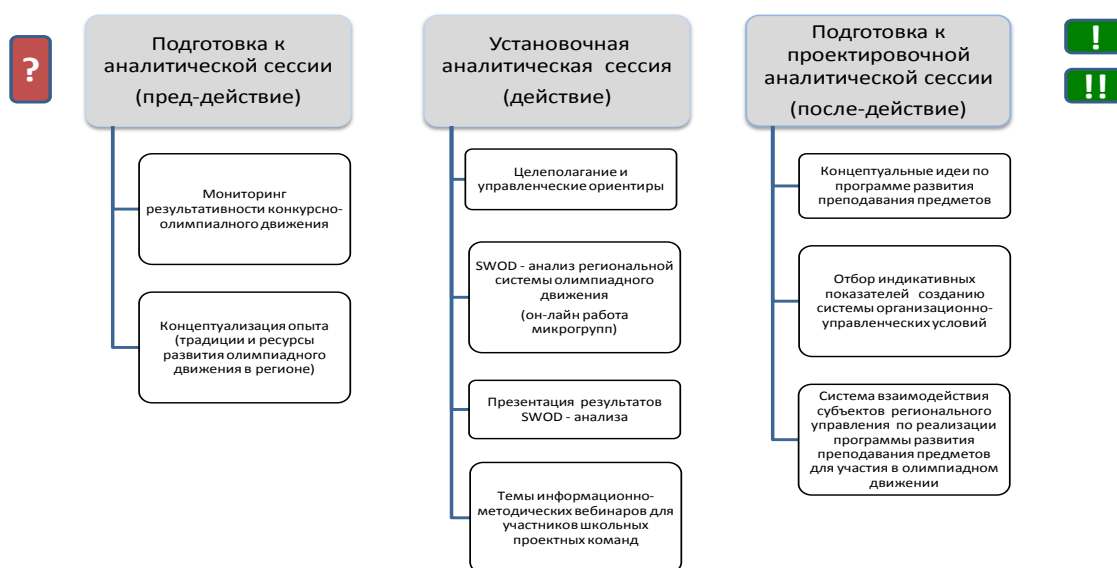 ?
Подготовка к
аналитической сессии
(пред-действие)
Мониторинг
результативности конкурсно-
олимпиалного движения
Концептуализация опыта
(традиции и ресурсы
развития олимпиадного
движения в регионе)
Установочная
аналитическая сессия
(действие)
Целеполагание и
управленческие ориентиры
SWOD - анализ региональной
системы олимпиадного
движения
(он-лайн работа
микрогрупп)
Презентация результатов
SWOD - анализа
Темы информационно-
методических вебинаров для
участников школьных
проектных команд
Подготовка к
проектировочной
аналитической сессии
(после-действие)
Концептуальные идеи по
программе развития
преподавания предметов
Отбор индикативных
показателей созданию
системы организационно-
управленческих условий
Система взаимодействия
субъектов регионального
управления по реализации
программы развития
преподавания предметов
для участия в олимпиадном
движении
!
!!